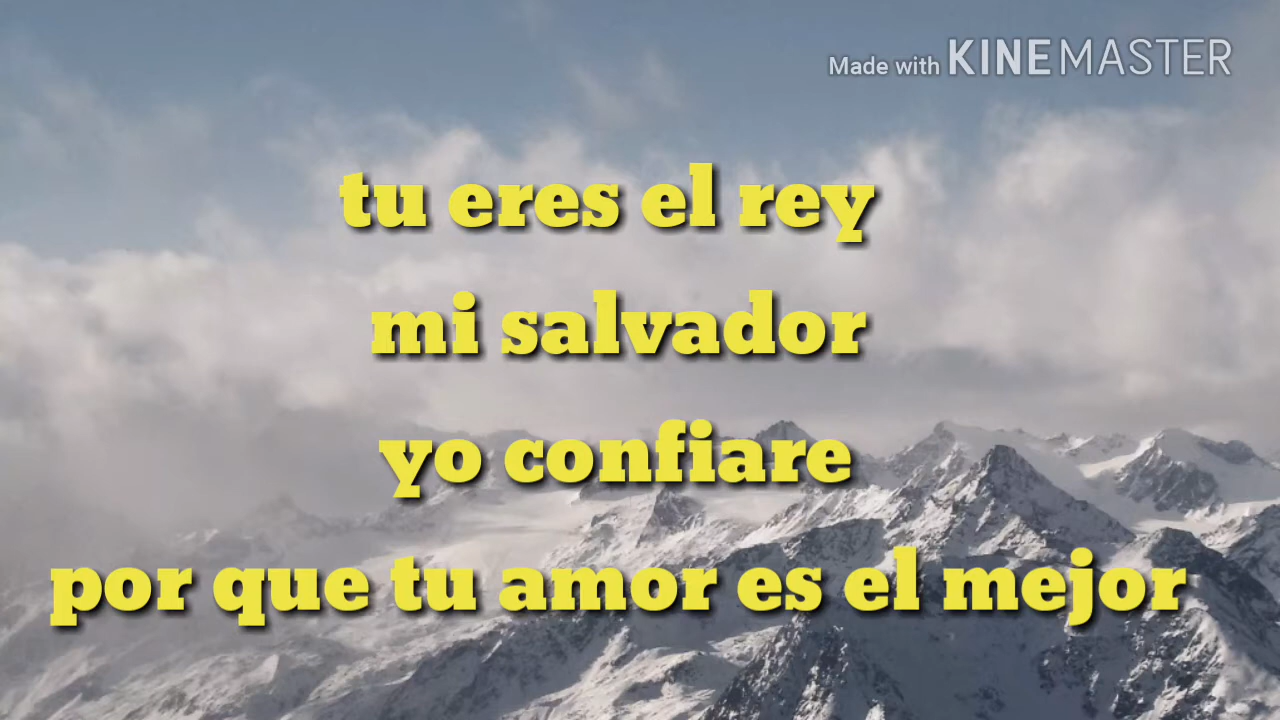 Made with KINEMASTER
tu eres el rey
mi salvador
yo confiare
por que tu amor es el mejor